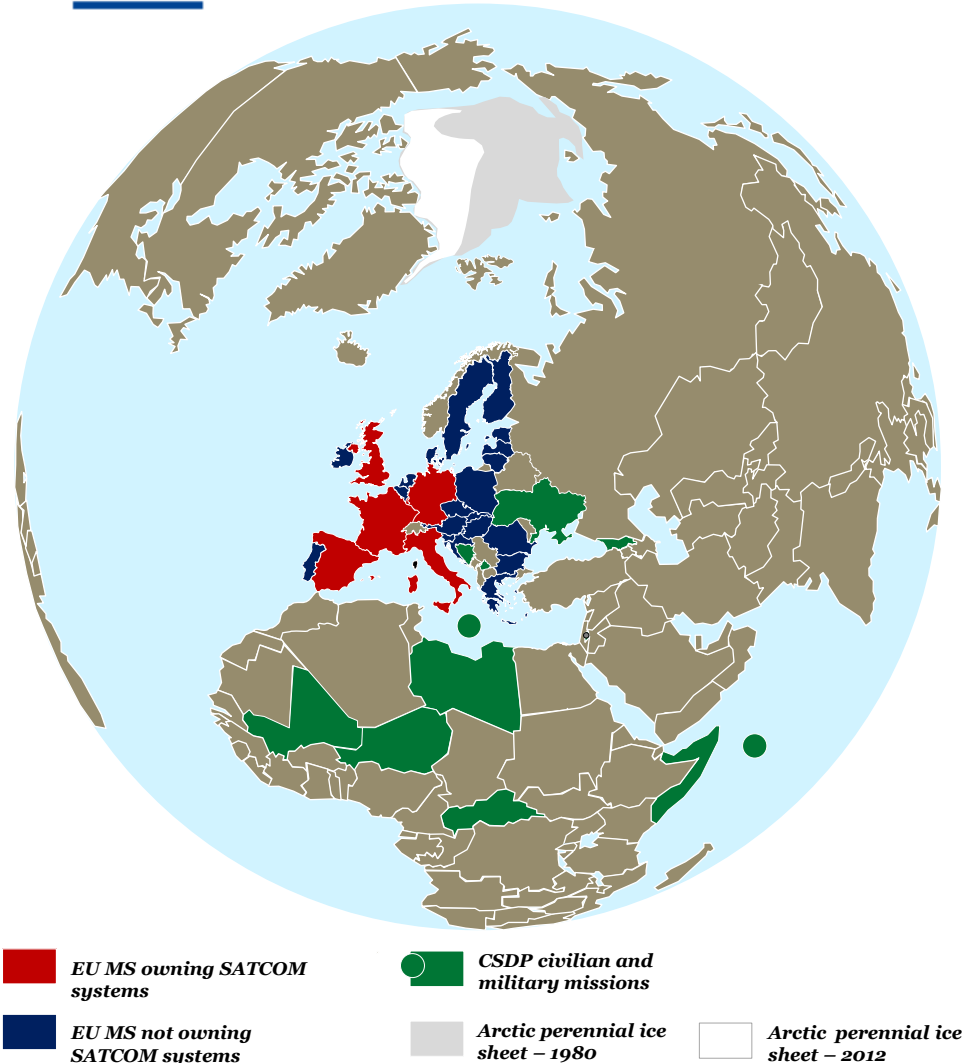 EU MS owning SATCOM
systems
CSDP civilian and
military missions
EU MS not owning
SATCOM systems
Arctic perennial ice
sheet – 1980
Arctic perennial ice
sheet – 2012